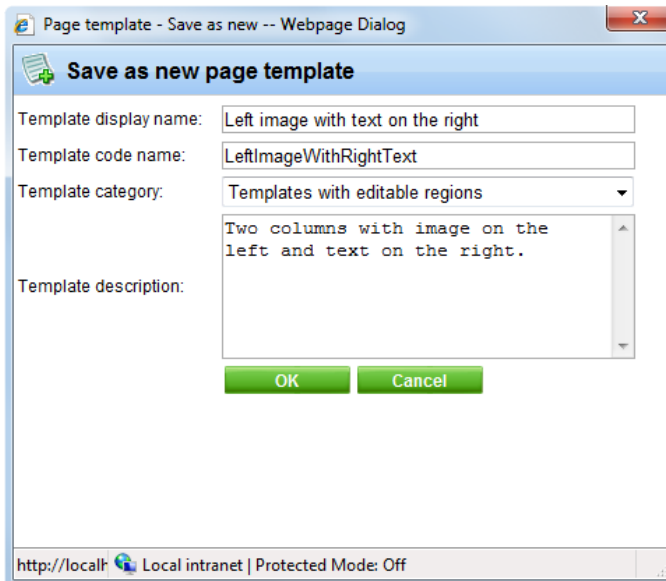 Page template - Save as new -- Webpage Dialog
Save as new page template
Template display name: Left image with text on the right
Template code name: LeftImageWithRightText
Template category: Templates with editable regions
Two columns with image on the
left and text on the right.
Template description:
OK Cancel
http://localh Local intranet | Protected Mode: Off